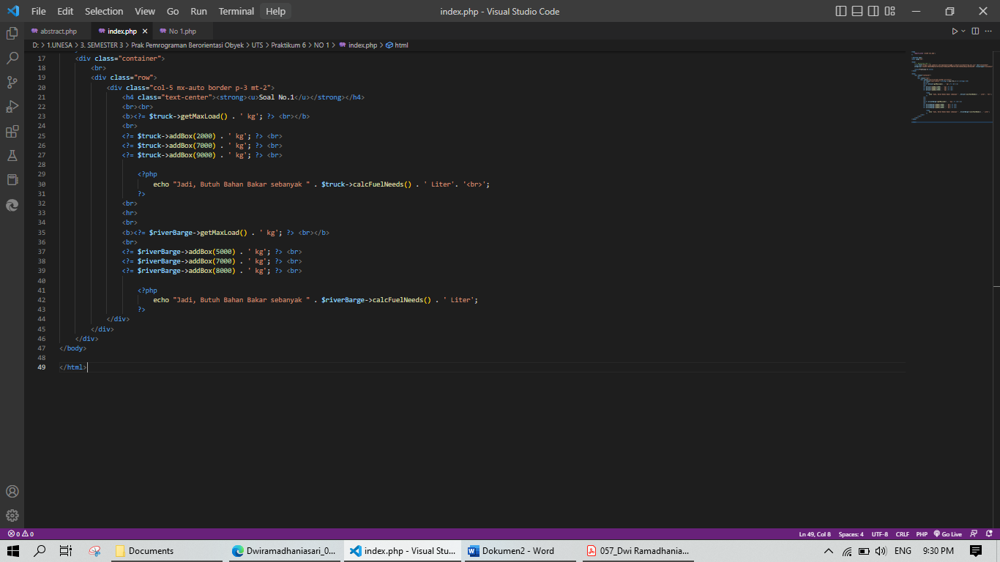 File Edit Selection View Go Run Terminal Help index.php - Visual Studio Code
abstract.php index.php No 1.php
D: > 1.UNESA > 3. SEMESTER 3 > Prak Pemrograman Berorientasi Obyek > UTS > Praktikum 6 > NO 1 > index.php > html
17 <div class="container">
18 <br>
19 <div class="row">
20 <div class="col-5 mx-auto border p-3 mt-2">
21 <h4 class="text-center"><strong><u>Soal No.1</u></strong></h4>
22 <br><br>
23 <b><?= $truck->getMaxLoad() . ' kg'; ?> <br></b>
24 <br>
25 <?= $truck->addBox(2000) . ' kg'; ?> <br>
26 <?= $truck->addBox(7000) . ' kg'; ?> <br>
27 <?= $truck->addBox(9000) . ' kg'; ?> <br>
28
29 <?php
30 echo "Jadi, Butuh Bahan Bakar sebanyak " . $truck->calcFuelNeeds() . ' Liter'. '<br>';
31 ?>
32 <br>
33 <hr>
34 <br>
35 <b><?= $riverBarge->getMaxLoad() . ' kg'; ?> <br></b>
36 <br>
37 <?= $riverBarge->addBox(5000) . ' kg'; ?> <br>
38 <?= $riverBarge->addBox(7000) . ' kg'; ?> <br>
39 <?= $riverBarge->addBox(8000) . ' kg'; ?> <br>
40
41 <?php
42 echo "Jadi, Butuh Bahan Bakar sebanyak " . $riverBarge->calcFuelNeeds() . ' Liter';
43 ?>
44 </div>
45 </div>
46 </div>
47 </body>
48
49 </html>
0 0 Ln 49, Col 8 Spaces: 4 UTF-8 CRLF PHP Go Live
Documents Dwiramadhaniasari_0... index.php - Visual Stu... Dokumen2 - Word 057_Dwi Ramadhania... ENG 9:30 PM